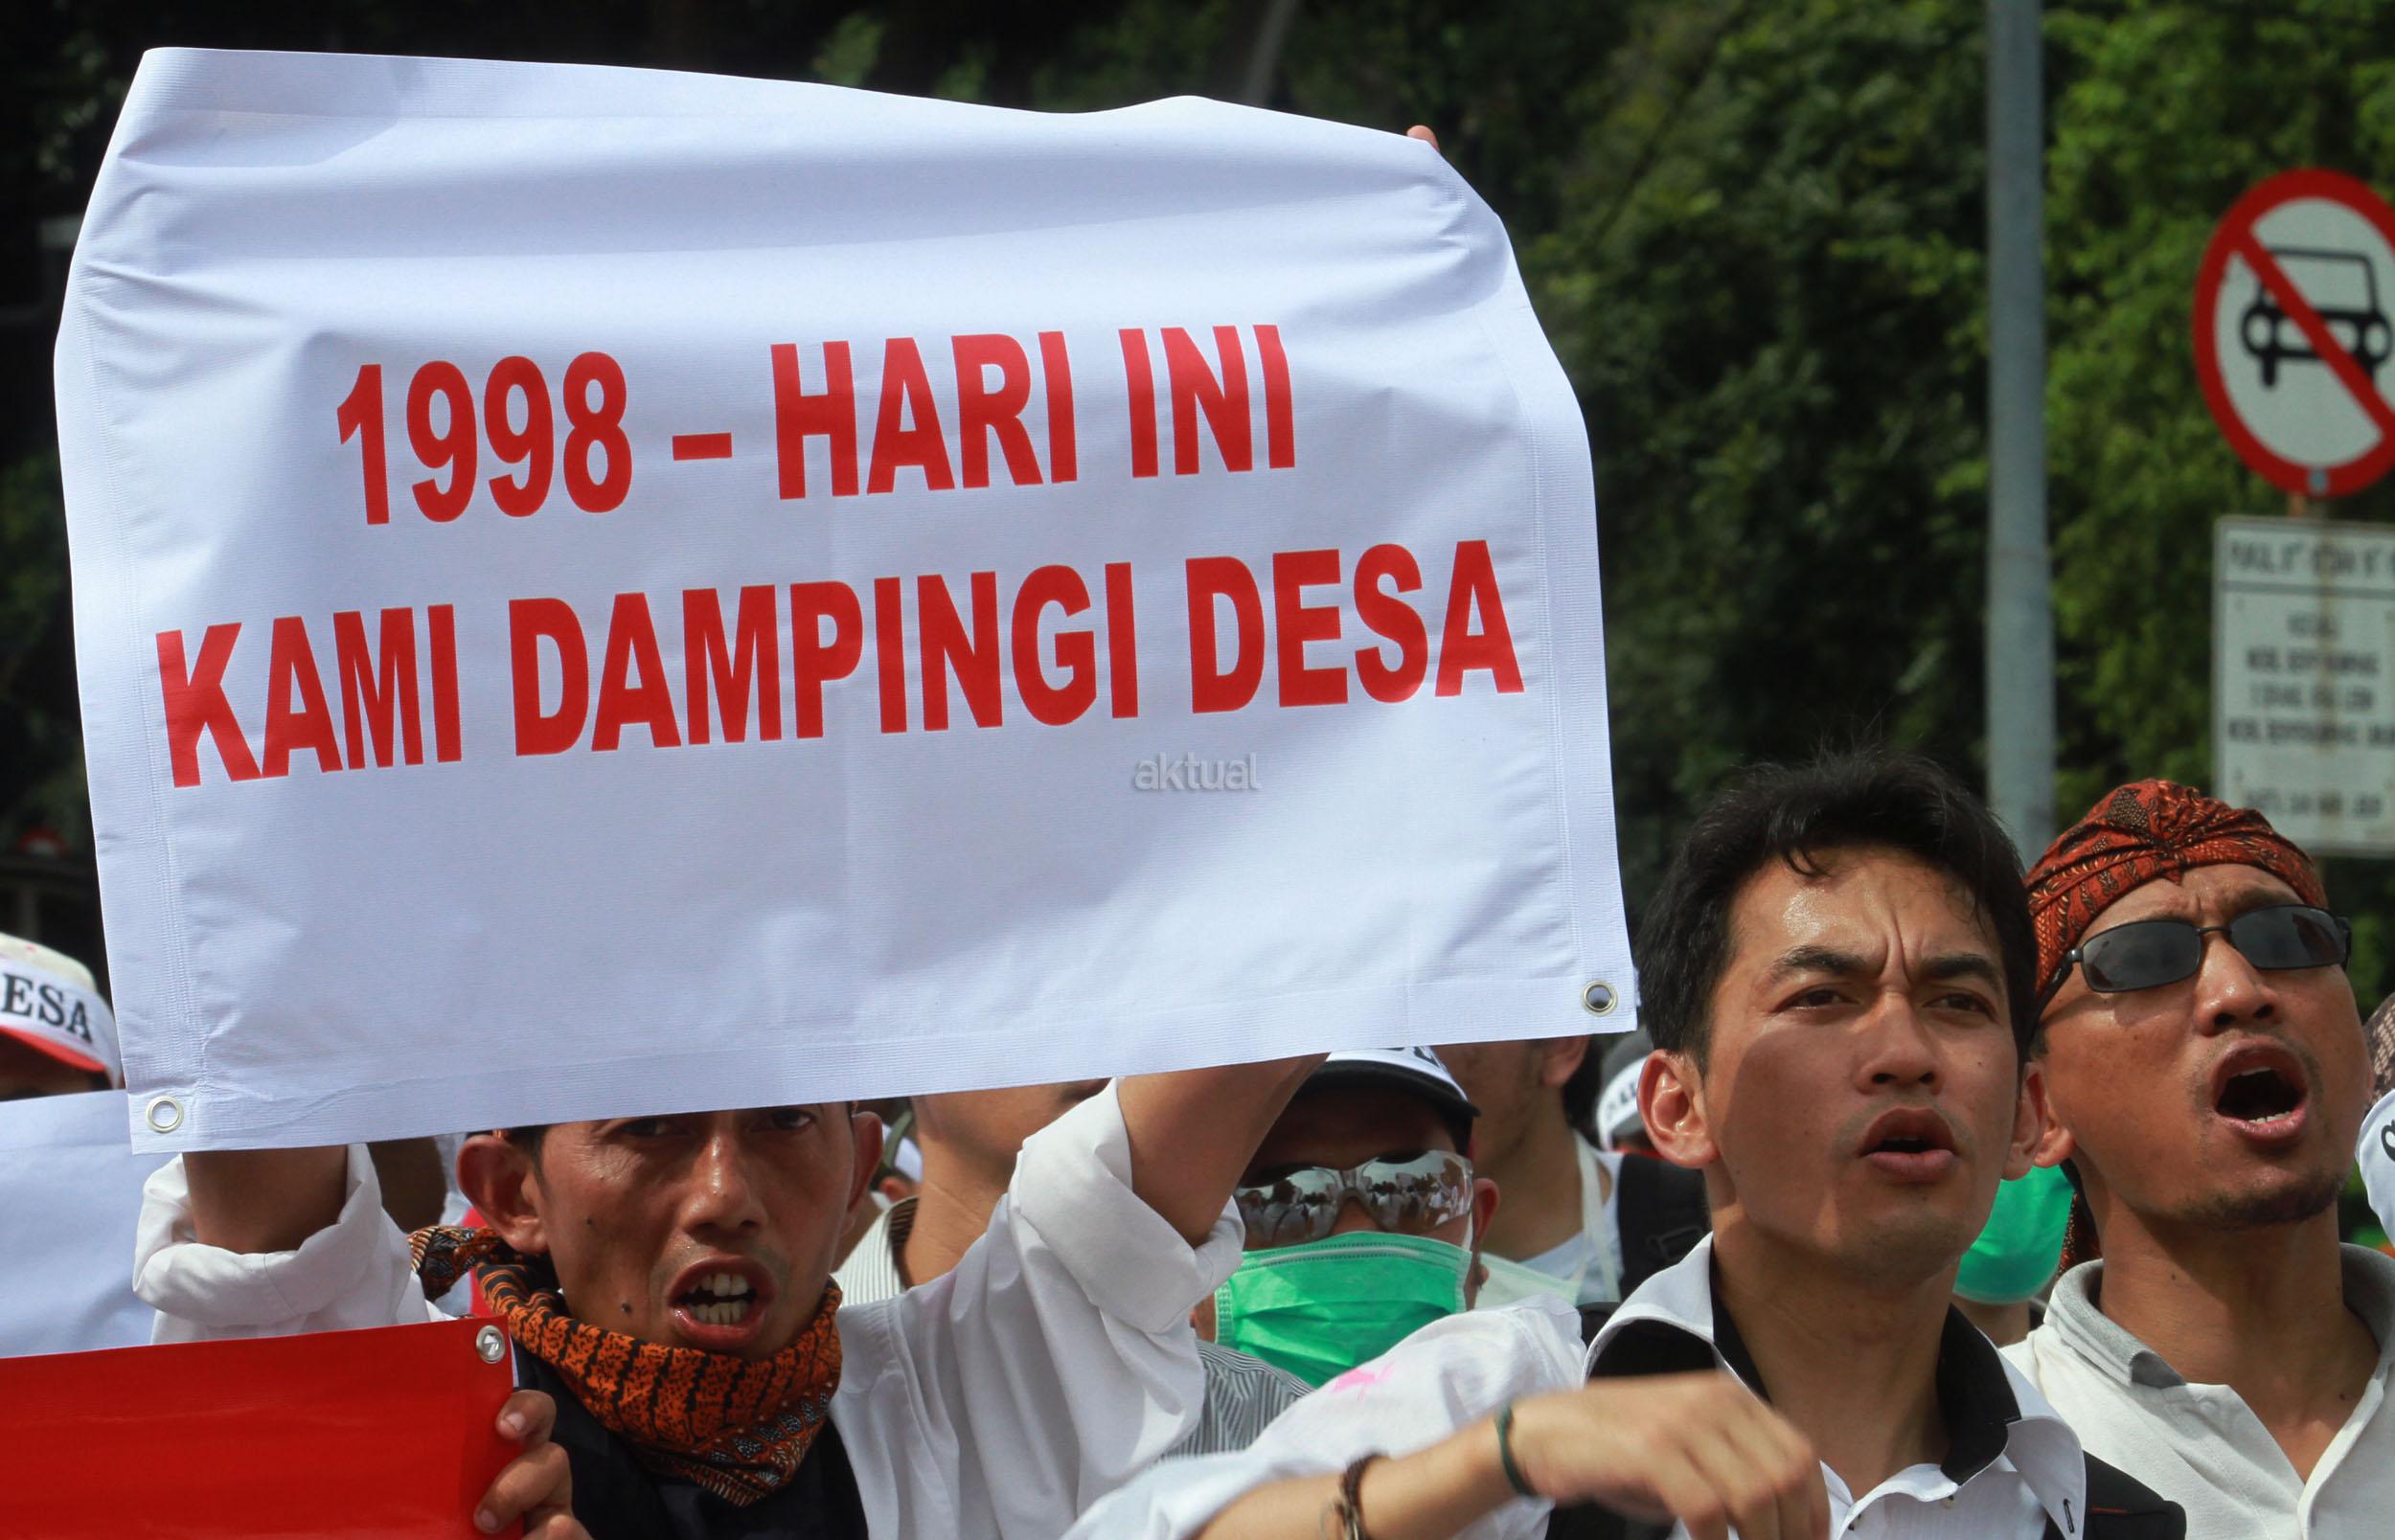 1998 – HARI INI
KAMI DAMPINGI DESA
aktual
ESA